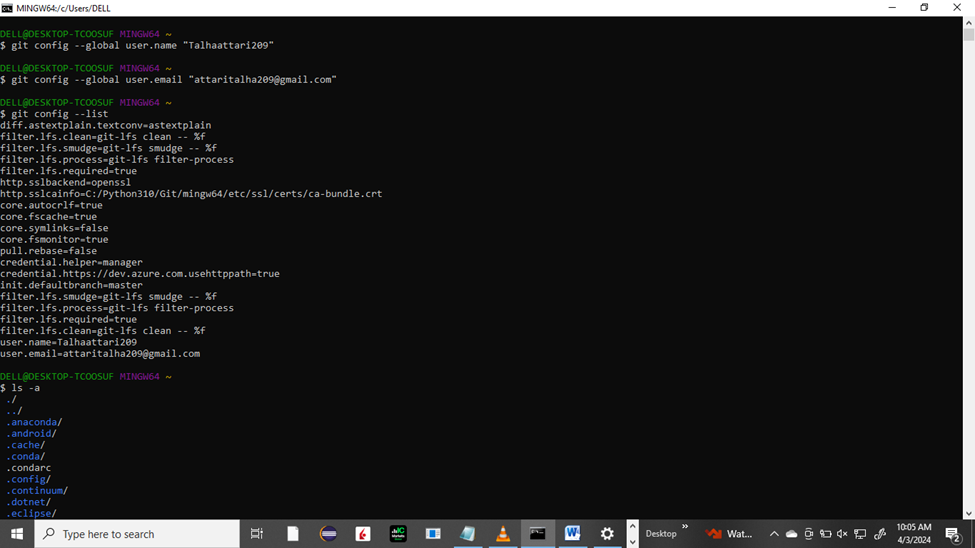 MINGW64:/c/Users/DELL
DELL@DESKTOP-TCOOSUF MINGW64 ~
$ git config --global user.name "Talhaattari209"
DELL@DESKTOP-TCOOSUF MINGW64 ~
$ git config --global user.email "attaritalha209@gmail.com"
DELL@DESKTOP-TCOOSUF MINGW64 ~
$ git config --list
diff.astextplain.textconv=astextplain
filter.lfs.clean=git-lfs clean -- %f
filter.lfs.smudge=git-lfs smudge -- %f
filter.lfs.process=git-lfs filter-process
filter.lfs.required=true
http.sslbackend=openssl
http.sslcainfo=C:/Python310/Git/mingw64/etc/ssl/certs/ca-bundle.crt
core.autocrlf=true
core.fscache=true
core.symlinks=false
core.fsmonitor=true
pull.rebase=false
credential.helper=manager
credential.https://dev.azure.com.usehttppath=true
init.defaultbranch=master
filter.lfs.smudge=git-lfs smudge -- %f
filter.lfs.process=git-lfs filter-process
filter.lfs.required=true
filter.lfs.clean=git-lfs clean -- %f
user.name=Talhaattari209
user.email=attaritalha209@gmail.com
DELL@DESKTOP-TCOOSUF MINGW64 ~
$ ls -a
./
../
.anaconda/
.android/
.cache/
.conda/
.condarc
.config/
.continuum/
.dotnet/
.eclipse/
Type here to search
Desktop
Wat...
10:05 AM
4/3/2024
2